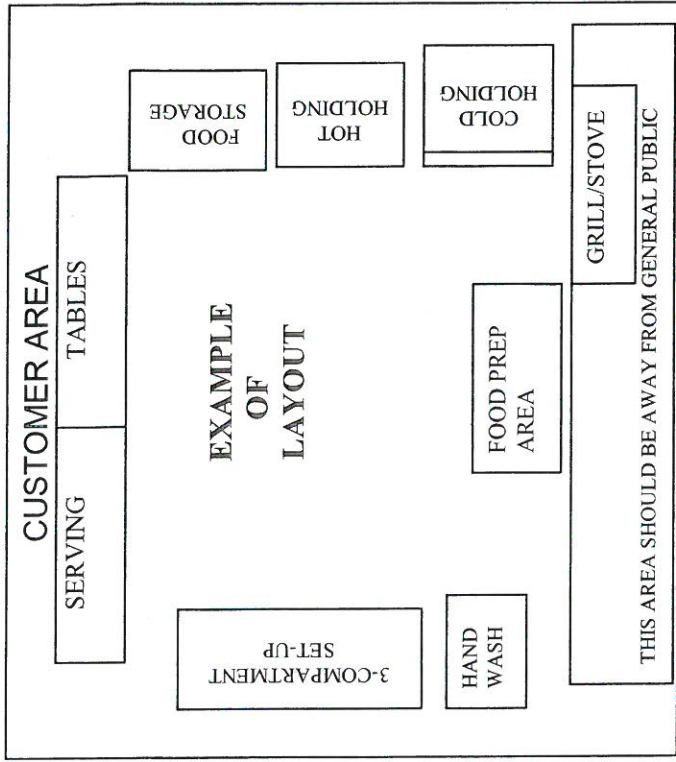 CUSTOMER AREA
SERVING
TABLES
EXAMPLE
OF
LAYOUT
FOOD
STORAGE
HOT
HOLDING
COLD
HOLDING
3-COMPARTMENT
SET-UP
HAND
WASH
FOOD PREP
AREA
GRILL/STOVE
THIS AREA SHOULD BE AWAY FROM GENERAL PUBLIC